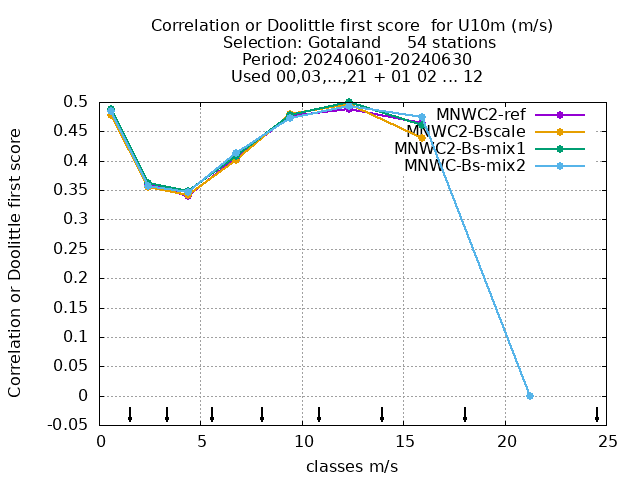 Correlation or Doolittle first score  for U10m (m/s)
Selection: Gotaland     54 stations
Period: 20240601-20240630
Used 00,03,...,21 + 01 02 ... 12
Correlation or Doolittle first score
0.5
0.45
0.4
0.35
0.3
0.25
0.2
0.15
0.1
0.05
0
-0.05
MNWC2-ref
MNWC2-Bscale
MNWC2-Bs-mix1
MNWC-Bs-mix2
0 5 10 15 20 25
classes m/s